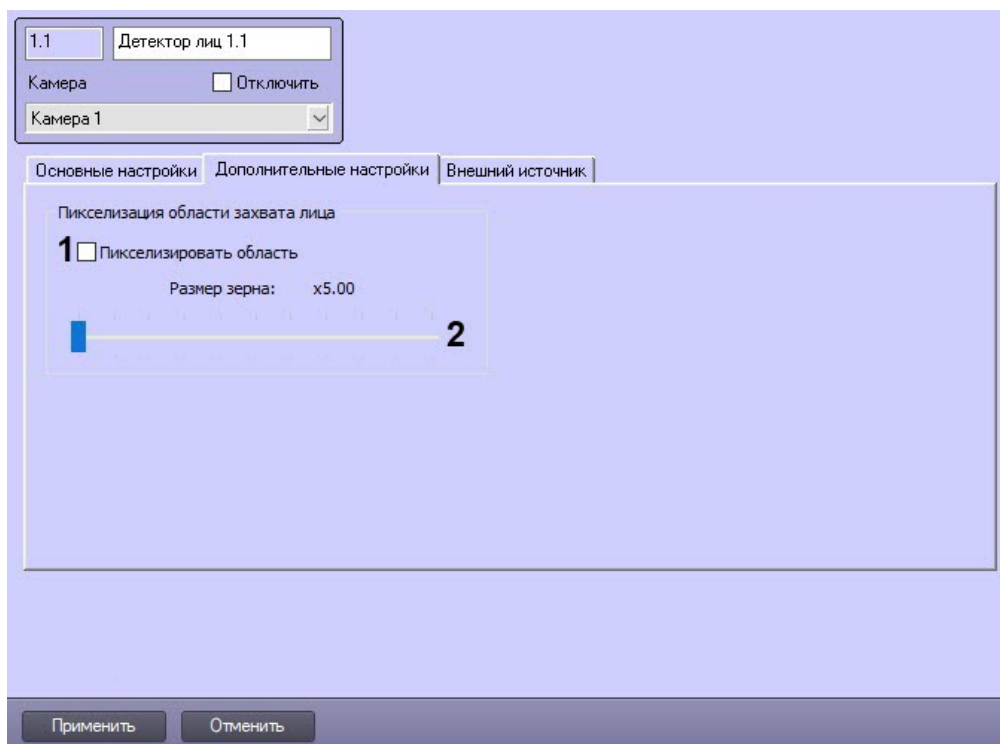 1.1 Детектор лиц 1.1
Камера Отключить
Камера 1
Основные настройки Дополнительные настройки Внешний источник
Пикселизация области захвата лица
1 Пикселизировать область
Размер зерна: x5.00
2
Применить Отменить